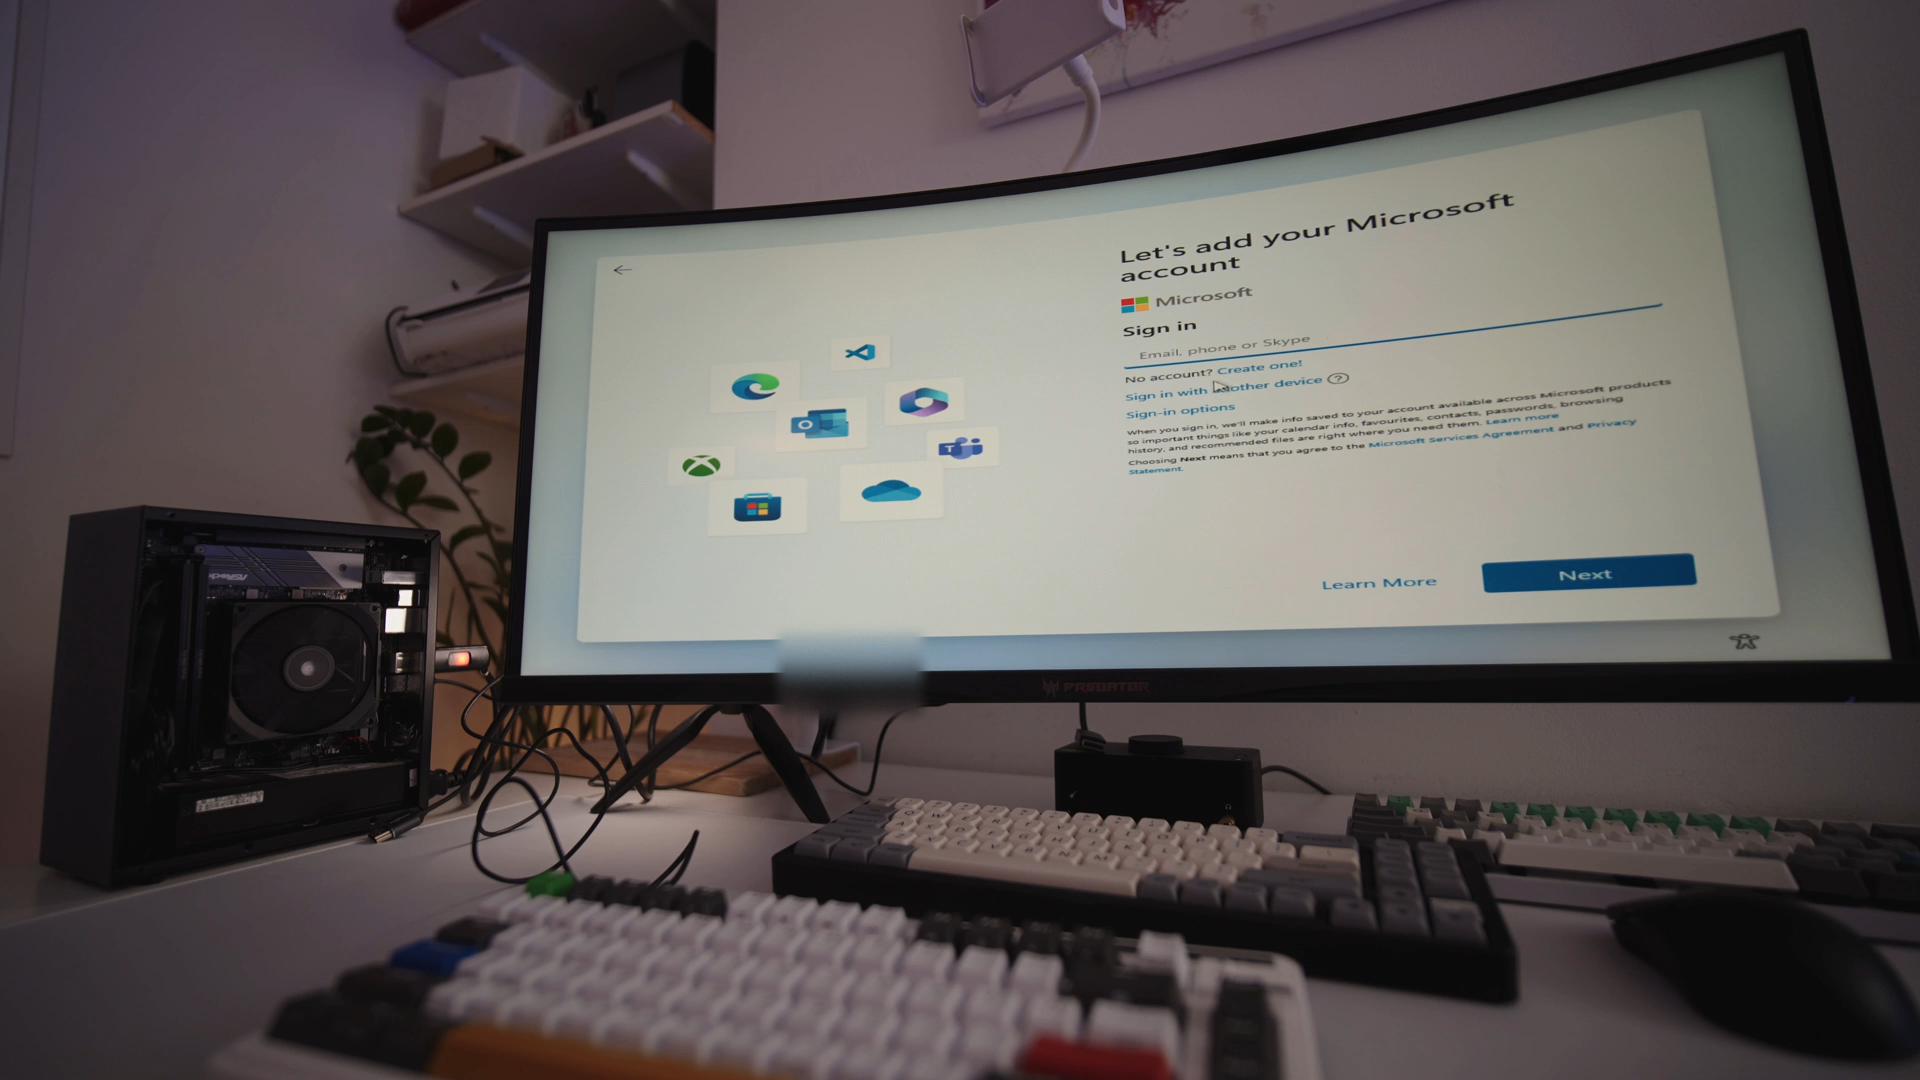 Let's add your Microsoft
account
Microsoft
Sign in
Email, phone or Skype
No account? Create one!
Sign in with another device
Sign-in options
When you sign in, we'll make info saved to your account available across Microsoft products
so important things like your calendar info, favourites, contacts, passwords, browsing
history, and recommended files are right where you need them. Learn more
Choosing Next means that you agree to the Microsoft Services Agreement and Privacy
Statement.
Learn More
Next
PREDATOR